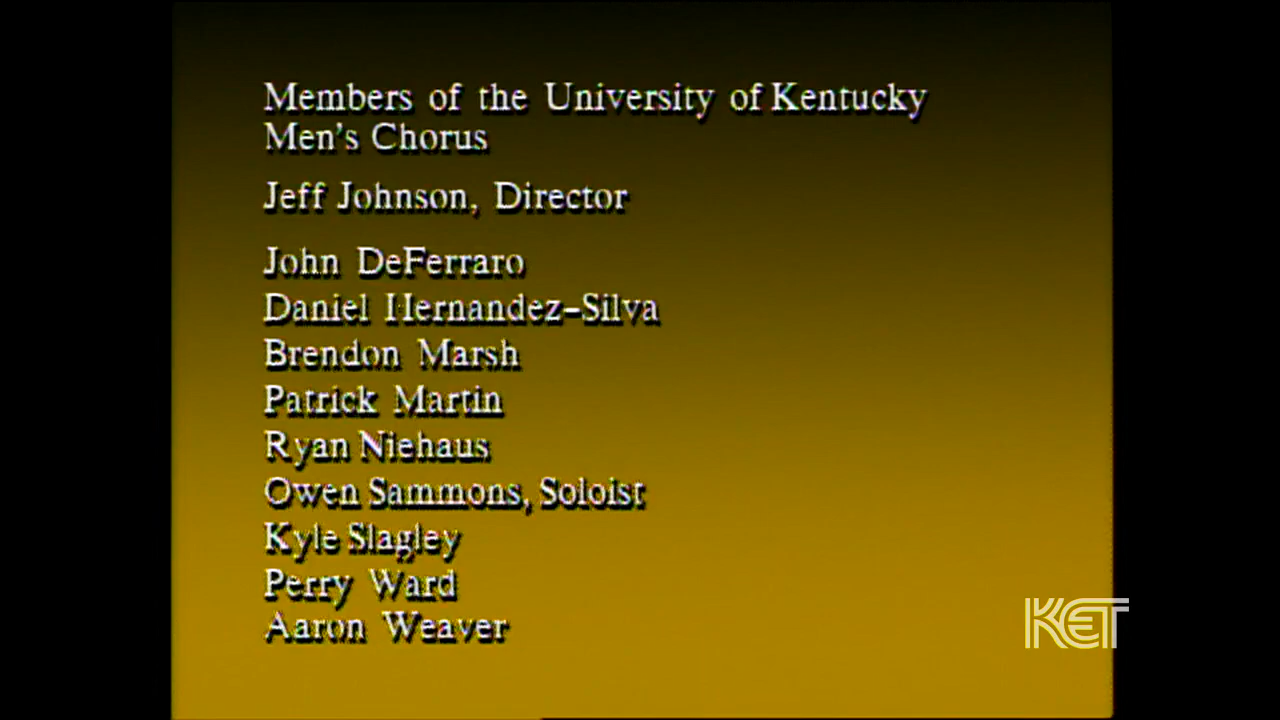 Members of the University of Kentucky
Men's Chorus
Jeff Johnson, Director
John DeFerraro
Daniel Hernandez-Silva
Brendon Marsh
Patrick Martin
Ryan Niehaus
Owen Sammons, Soloist
Kyle Slagley
Perry Ward
Aaron Weaver
KET